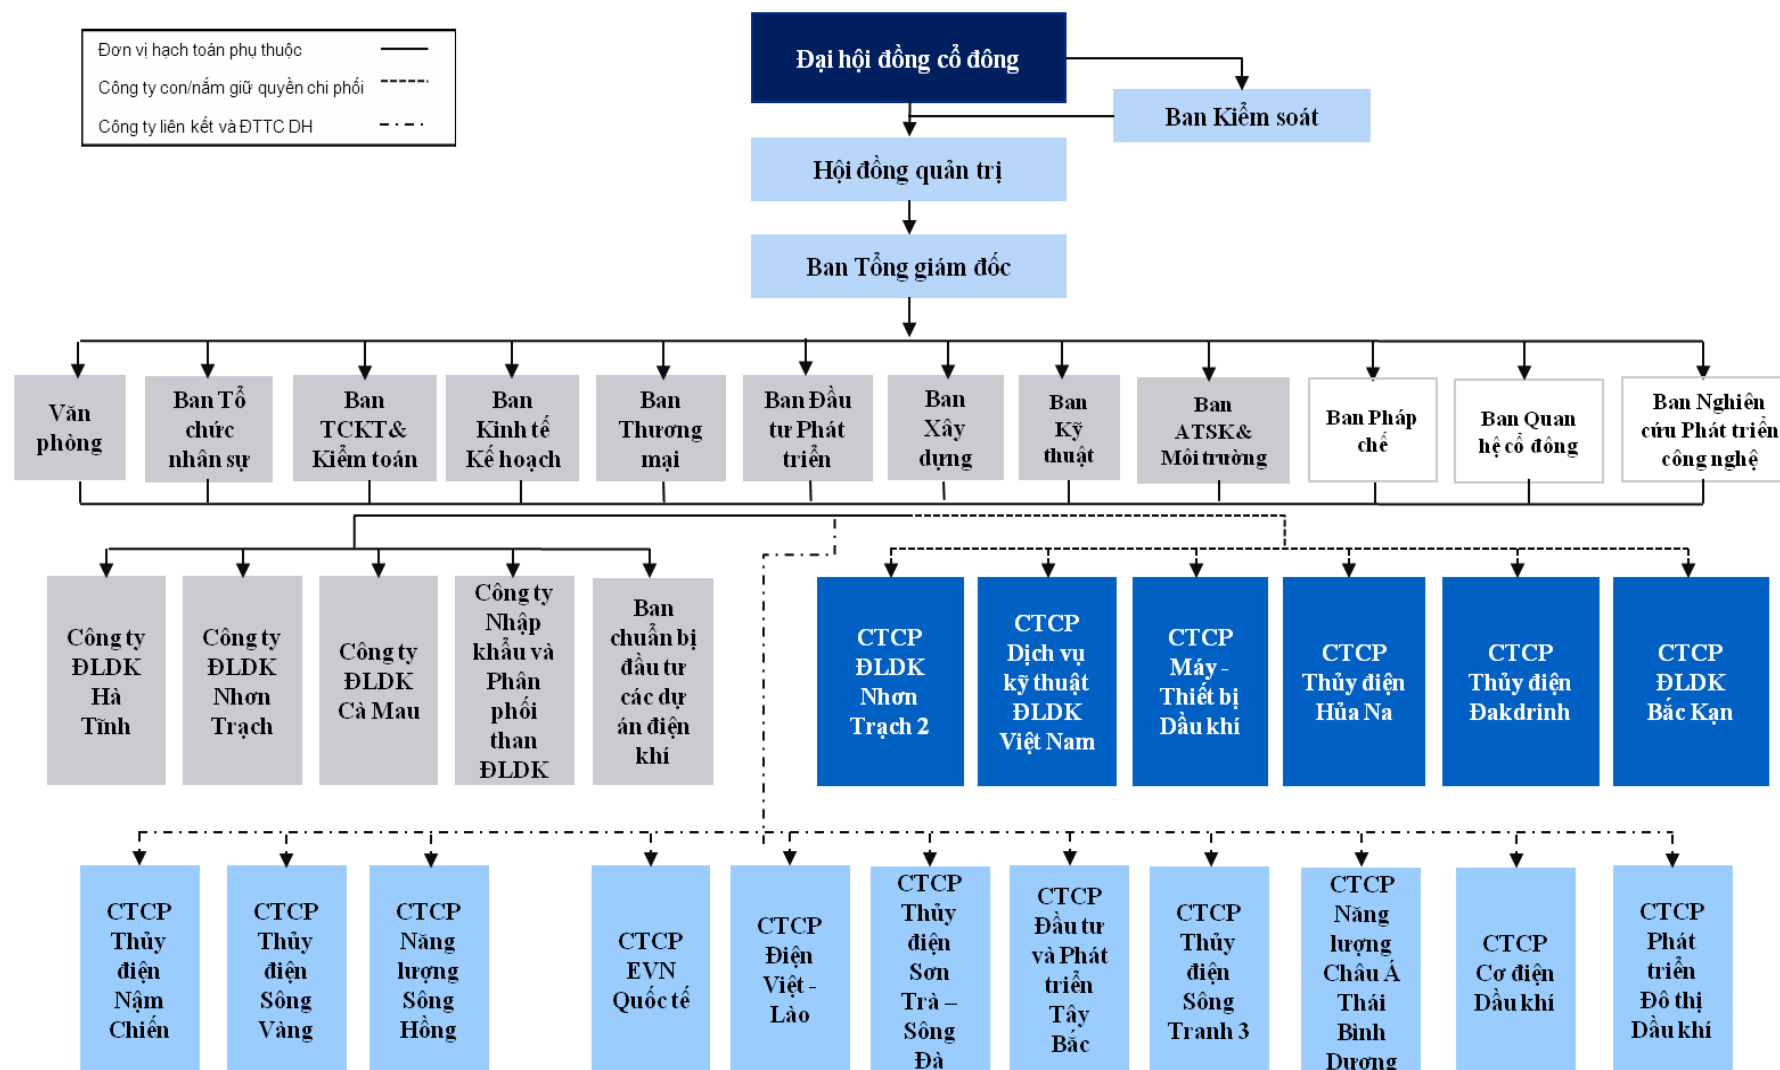 Đơn vị hạch toán phụ thuộc
Công ty con/nắm giữ quyền chi phối
Công ty liên kết và ĐTTC DH
Đại hội đồng cổ đông
Ban Kiểm soát
Hội đồng quản trị
Ban Tổng giám đốc
Văn
phòng
Ban Tổ
chức
nhân sự
Ban
TCKT&
Kiểm toán
Ban
Kinh tế
Kế hoạch
Ban
Thương
mại
Ban Đầu
tư Phát
triển
Ban
Xây
dựng
Ban
Kỹ
thuật
Ban
ATSK&
Môi trường
Ban Pháp
chế
Ban Quan
hệ cổ đông
Ban Nghiên
cứu Phát triển
công nghệ
Công ty
ĐLDK
Hà
Tĩnh
Công ty
ĐLDK
Nhơn
Trạch
Công ty
ĐLDK
Cà Mau
Công ty
Nhập
khẩu và
Phân
phối
than
ĐLDK
Ban
chuẩn bị
đầu tư
các dự
án điện
khí
CTCP
ĐLDK
Nhơn
Trạch 2
CTCP
Dịch vụ
kỹ thuật
ĐLDK
Việt Nam
CTCP
Máy -
Thiết bị
Dầu khí
CTCP
Thủy điện
Hủa Na
CTCP
Thủy điện
Đakdrinh
CTCP
ĐLDK
Bắc Kạn
CTCP
Thủy
điện
Nậm
Chiến
CTCP
Thủy
điện
Sông
Vàng
CTCP
Năng
lượng
Sông
Hồng
CTCP
EVN
Quốc tế
CTCP
Điện
Việt -
Lào
CTCP
Thủy
điện
Sơn
Trà –
Sông
Đà
CTCP
Đầu tư
và Phát
triển
Tây
Bắc
CTCP
Thủy
điện
Sông
Tranh 3
CTCP
Năng
lượng
Châu Á
Thái
Bình
Dương
CTCP
Cơ điện
Dầu khí
CTCP
Phát
triển
Đô thị
Dầu khí